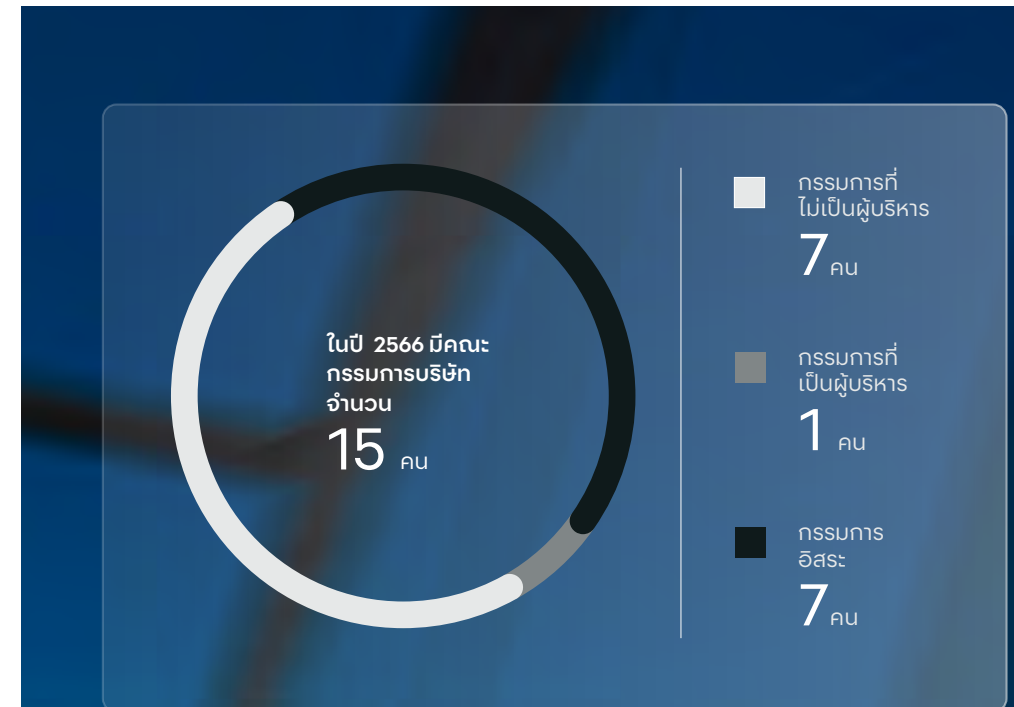 ในปี 2566 มีคณะ
กรรมการบริษัท
จำนวน
15 คน
กรรมการที่
ไม่เป็นผู้บริหาร
7 คน
กรรมการที่
เป็นผู้บริหาร
1 คน
กรรมการ
อิสระ
7 คน